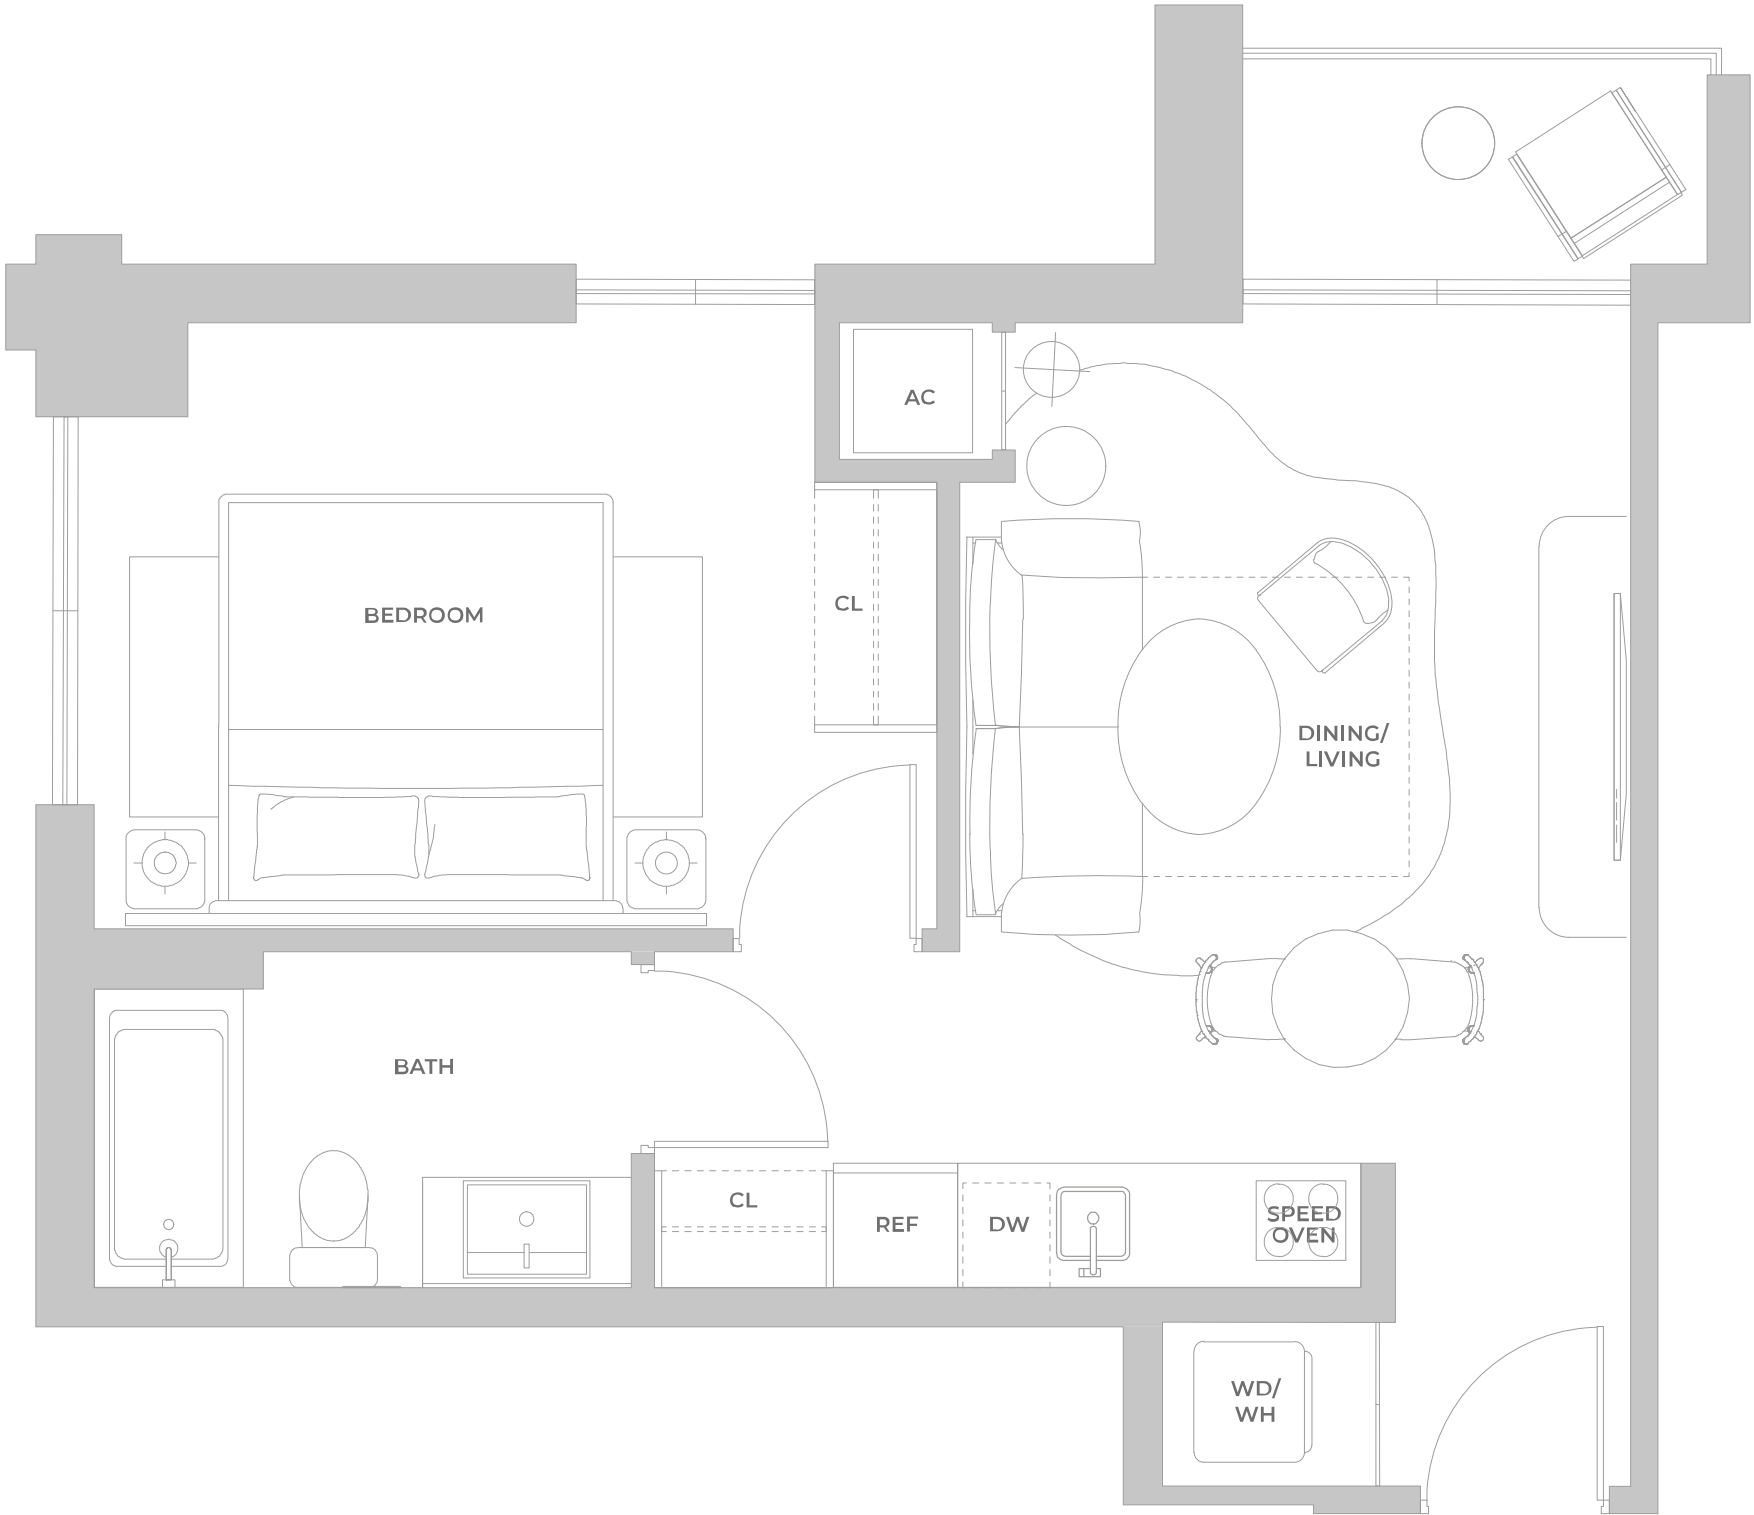 AC
BEDROOM
CL
DINING/
LIVING
BATH
CL
REF
DW
SPEED
OVEN
WD/
WH